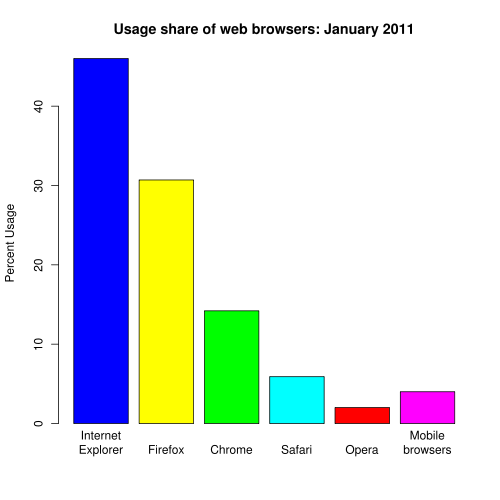 Usage share of web browsers: January 2011
Percent Usage
40
30
20
10
0
Internet
Explorer
Firefox
Chrome
Safari
Opera
Mobile
browsers